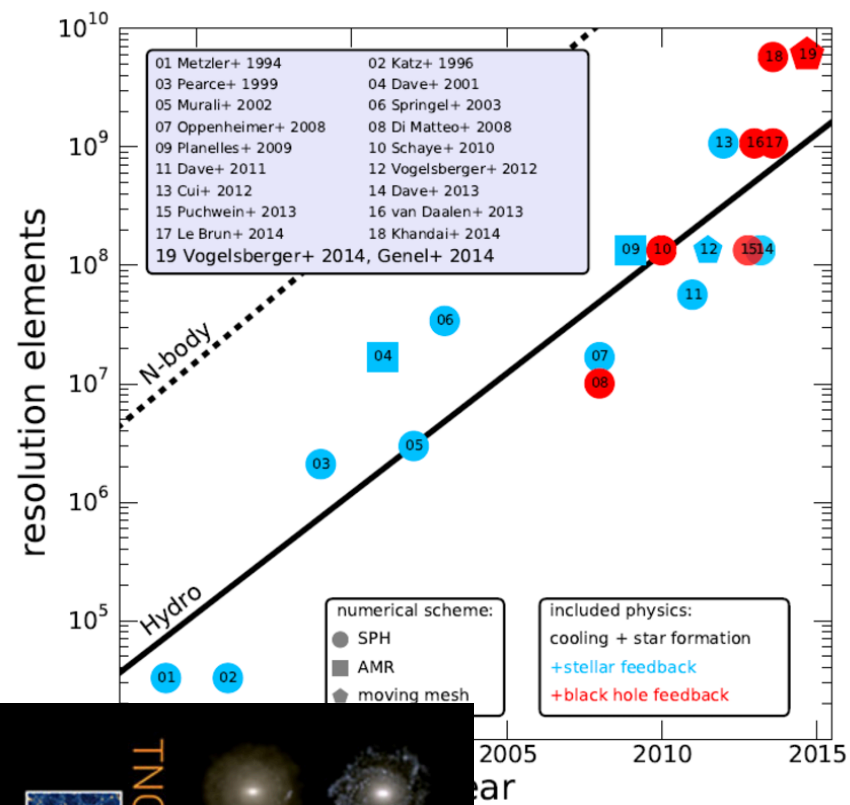 10^10
01 Metzler+ 1994 02 Katz+ 1996
03 Pearce+ 1999 04 Dave+ 2001
05 Murali+ 2002 06 Springel+ 2003
07 Oppenheimer+ 2008 08 Di Matteo+ 2008
09 Planelles+ 2009 10 Schaye+ 2010
11 Dave+ 2011 12 Vogelsberger+ 2012
13 Cui+ 2012 14 Dave+ 2013
15 Puchwein+ 2013 16 van Daalen+ 2013
17 Le Brun+ 2014 18 Khandai+ 2014
19 Vogelsberger+ 2014, Genel+ 2014
18 19
10^9
13 16 17
10^8
09 10 12 15 14
11
N-body
06
04
07
10^7
08
05
03
10^6
resolution elements
Hydro
10^5
01 02
numerical scheme:
SPH
AMR
moving mesh
included physics:
cooling + star formation
+stellar feedback
+black hole feedback
2005 2010 2015
ear
TNG